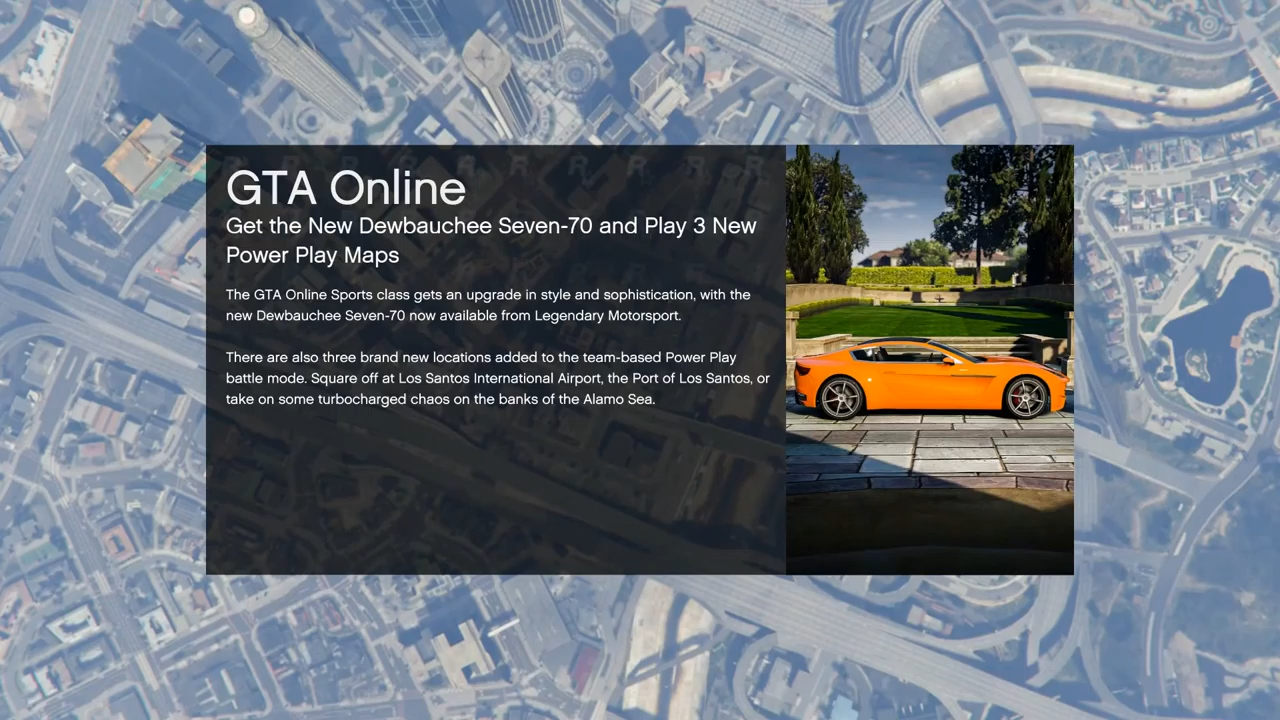 GTA Online
Get the New Dewbauchee Seven-70 and Play 3 New
Power Play Maps
The GTA Online Sports class gets an upgrade in style and sophistication, with the
new Dewbauchee Seven-70 now available from Legendary Motorsport.
There are also three brand new locations added to the team-based Power Play
battle mode. Square off at Los Santos International Airport, the Port of Los Santos, or
take on some turbocharged chaos on the banks of the Alamo Sea.